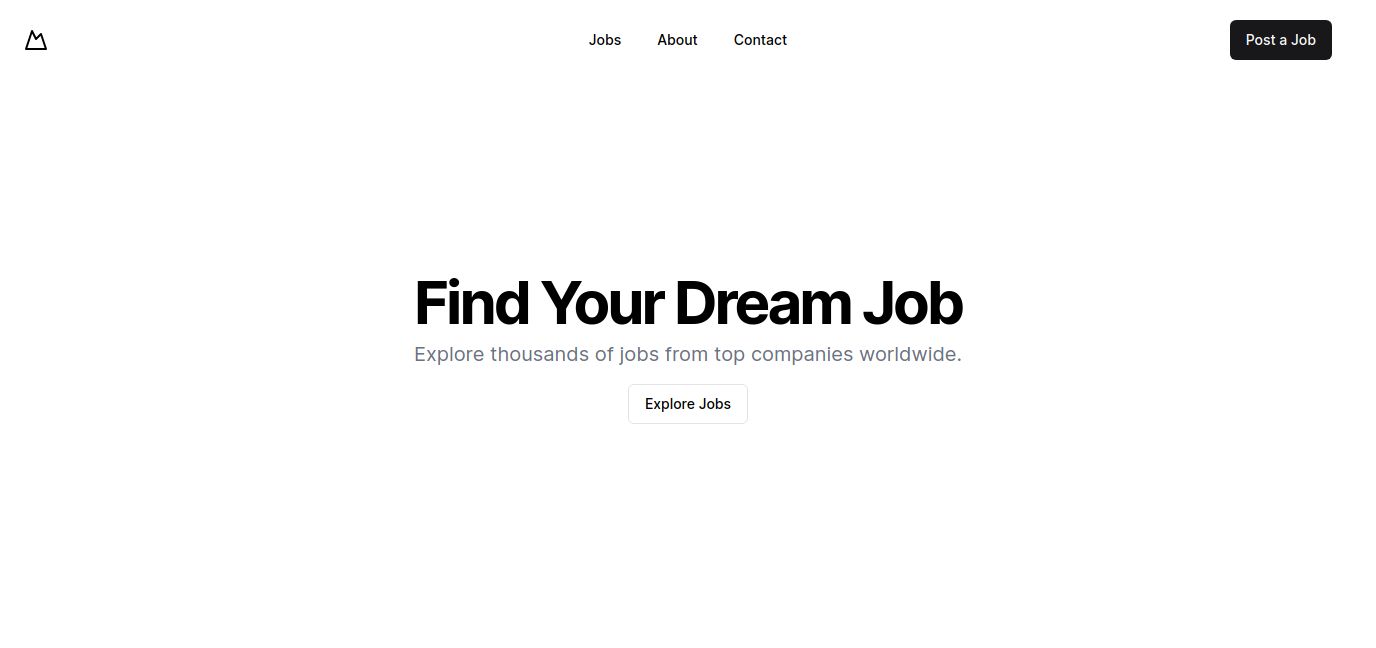 Jobs About Contact Post a Job
Find Your Dream Job
Explore thousands of jobs from top companies worldwide.
Explore Jobs